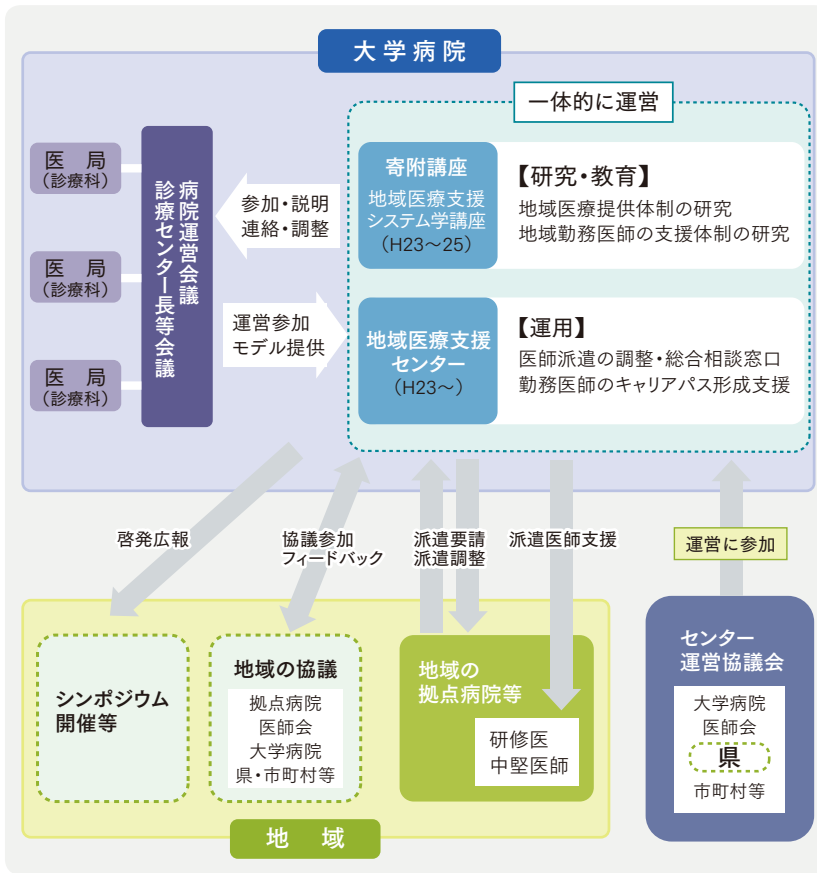 大学病院
一体的に運営
医局
(診療科)
医局
(診療科)
医局
(診療科)
病院運営会議
診療センター長等会議
参加・説明
連絡・調整
運営参加
モデル提供
寄附講座
地域医療支援
システム学講座
(H23〜25)
【研究・教育】
地域医療提供体制の研究
地域勤務医師の支援体制の研究
地域医療支援
センター
(H23〜)
【運用】
医師派遣の調整・総合相談窓口
勤務医師のキャリアパス形成支援
啓発広報
協議参加
フィードバック
派遣要請
派遣調整
派遣医師支援
運営に参加
シンポジウム
開催等
地域の協議
拠点病院
医師会
大学病院
県・市町村等
地域の
拠点病院等
研修医
中堅医師
センター
運営協議会
大学病院
医師会
県
市町村等
地域